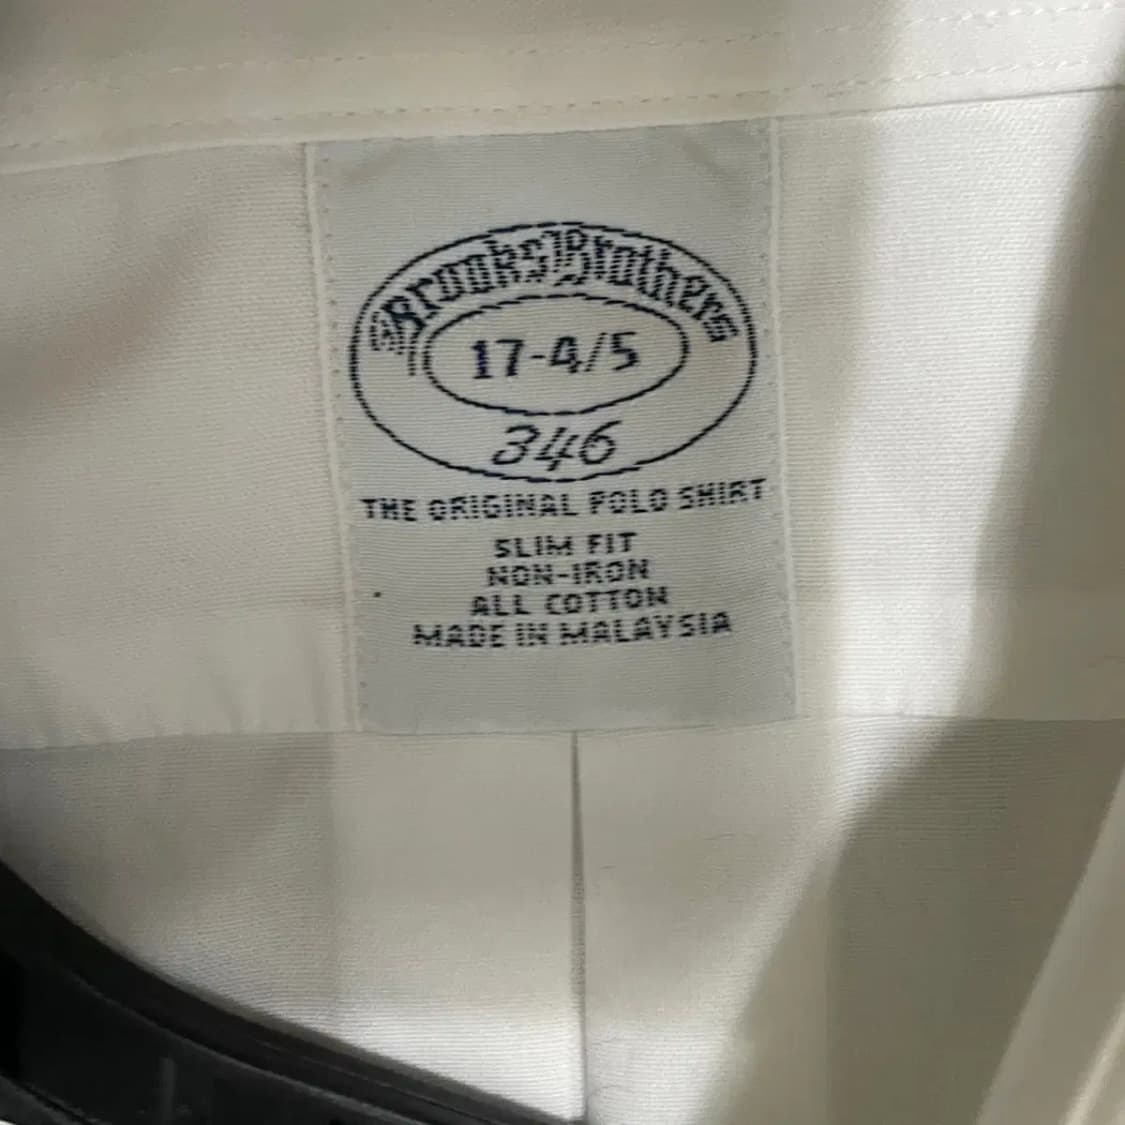 Brooks Brothers
17-4/5
346
THE ORIGINAL POLO SHIRT
SLIM FIT
NON-IRON
ALL COTTON
MADE IN MALAYSIA